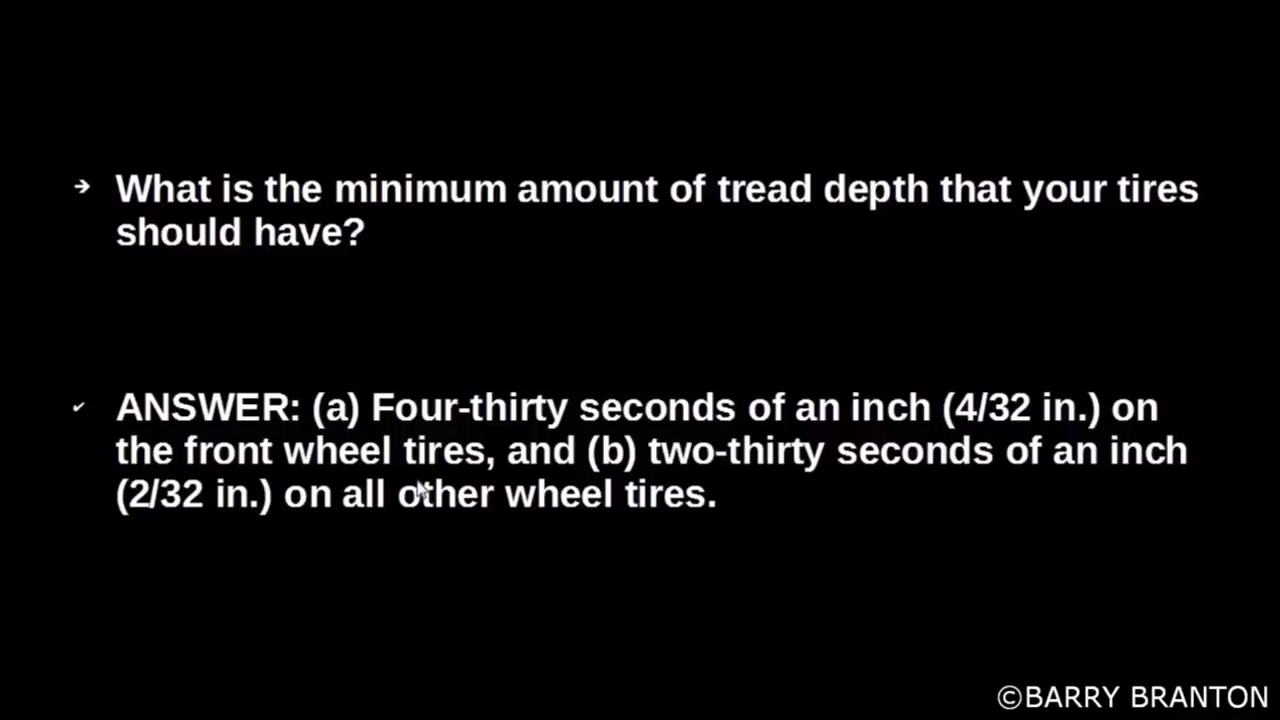 ➔ What is the minimum amount of tread depth that your tires
should have?
✔ ANSWER: (a) Four-thirty seconds of an inch (4/32 in.) on
the front wheel tires, and (b) two-thirty seconds of an inch
(2/32 in.) on all other wheel tires.
©BARRY BRANTON